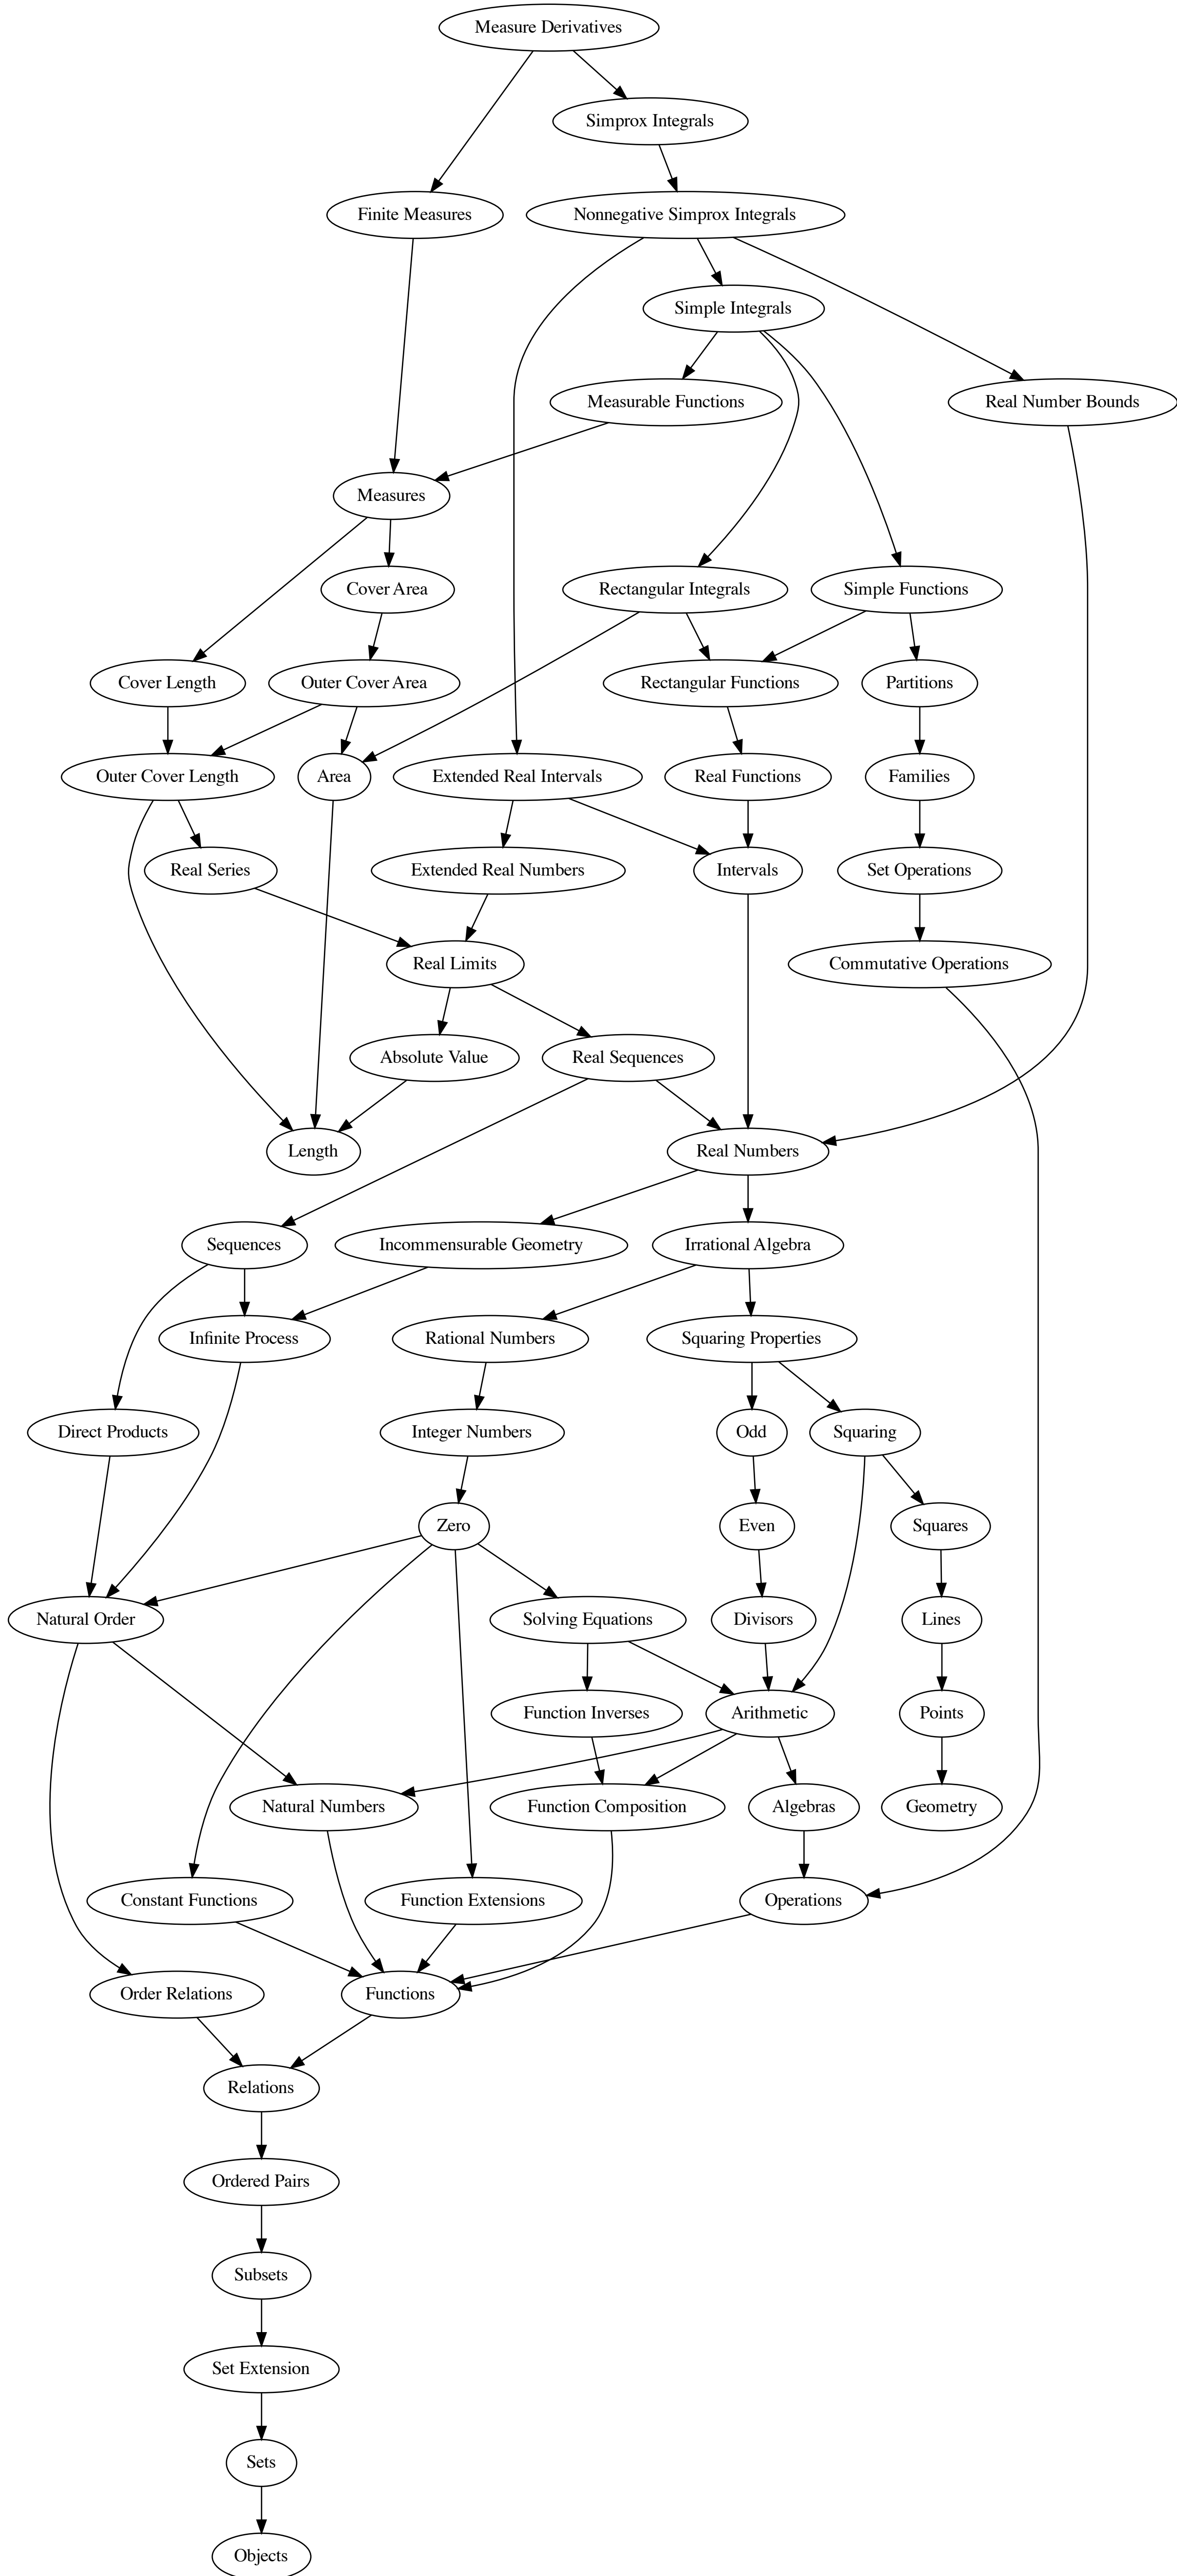 Measure Derivatives
Simprox Integrals
Finite Measures
Nonnegative Simprox Integrals
Simple Integrals
Measurable Functions
Real Number Bounds
Measures
Cover Area
Rectangular Integrals
Simple Functions
Cover Length
Outer Cover Area
Rectangular Functions
Partitions
Outer Cover Length
Area
Extended Real Intervals
Real Functions
Families
Real Series
Extended Real Numbers
Intervals
Set Operations
Real Limits
Commutative Operations
Absolute Value
Real Sequences
Length
Real Numbers
Sequences
Incommensurable Geometry
Irrational Algebra
Infinite Process
Rational Numbers
Squaring Properties
Direct Products
Integer Numbers
Odd
Squaring
Zero
Even
Squares
Natural Order
Solving Equations
Divisors
Lines
Function Inverses
Arithmetic
Points
Natural Numbers
Function Composition
Algebras
Geometry
Constant Functions
Function Extensions
Operations
Order Relations
Functions
Relations
Ordered Pairs
Subsets
Set Extension
Sets
Objects